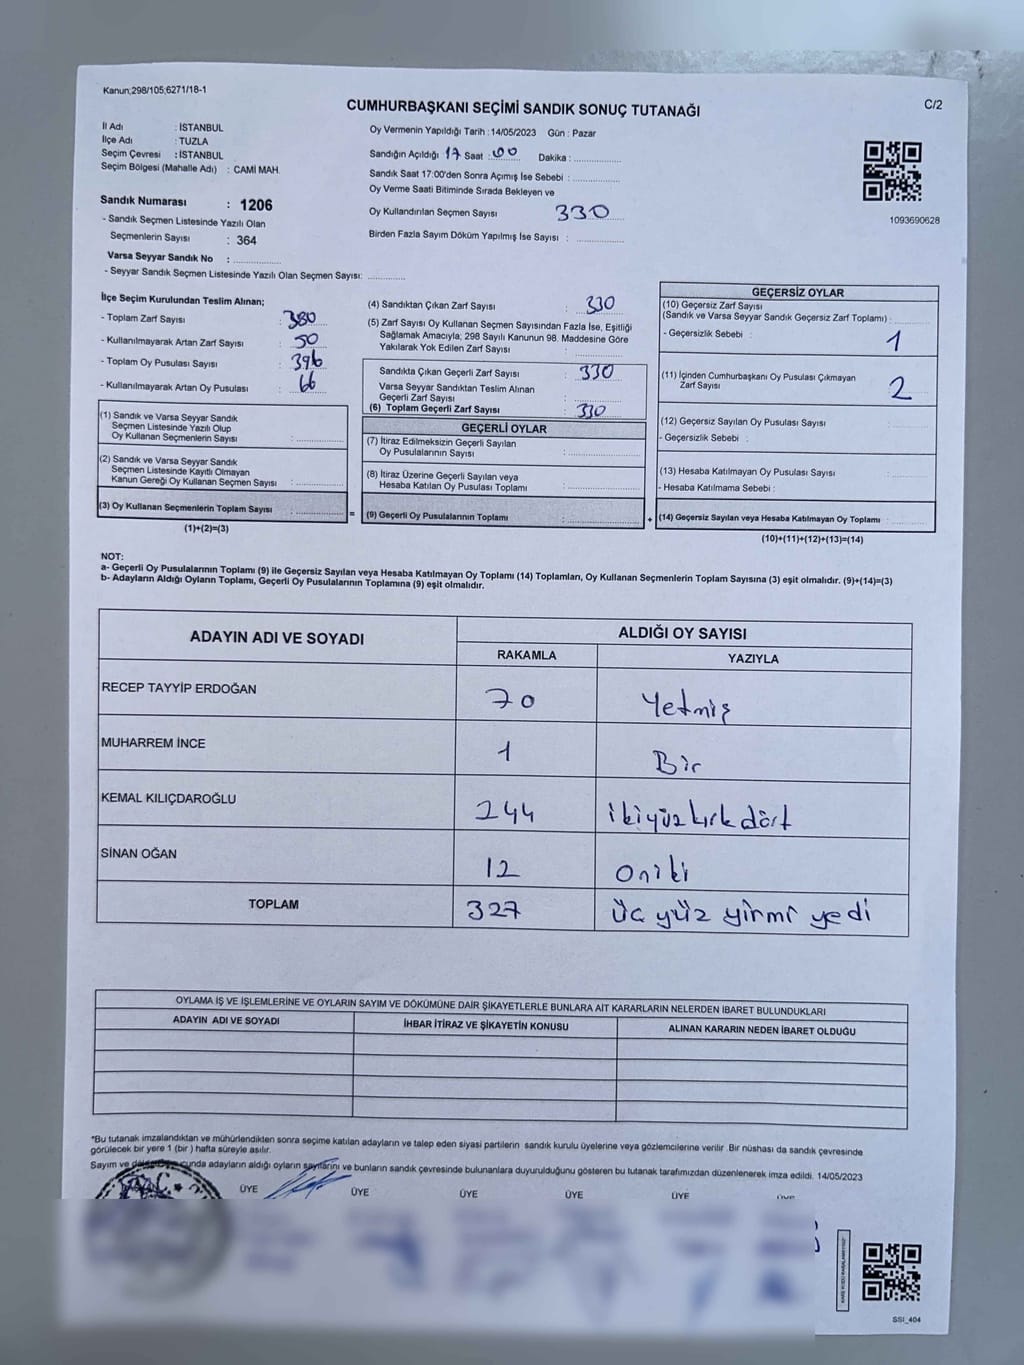 Kanun;298/105;6271/18-1
C/2
CUMHURBAŞKANI SEÇİMİ SANDIK SONUÇ TUTANAĞI
İl Adı : İSTANBUL
İlçe Adı : TUZLA
Seçim Çevresi : İSTANBUL
Seçim Bölgesi (Mahalle Adı) : CAMİ MAH.
Sandık Numarası : 1206
- Sandık Seçmen Listesinde Yazılı Olan
Seçmenlerin Sayısı : 364
Varsa Seyyar Sandık No : ..............
- Seyyar Sandık Seçmen Listesinde Yazılı Olan Seçmen Sayısı: ............
Oy Vermenin Yapıldığı Tarih : 14/05/2023 Gün : Pazar
Sandığın Açıldığı 17 Saat : 00 Dakika : ..............
Sandık Saat 17:00'den Sonra Açımış İse Sebebi : ..............
Oy Verme Saati Bitiminde Sırada Bekleyen ve
Oy Kullandırılan Seçmen Sayısı 330
Birden Fazla Sayım Döküm Yapılmış İse Sayısı : ..............
1093690628
İlçe Seçim Kurulundan Teslim Alınan;
- Toplam Zarf Sayısı : 380
- Kullanılmayarak Artan Zarf Sayısı : 50
- Toplam Oy Pusulası Sayısı : 396
- Kullanılmayarak Artan Oy Pusulası : 66
(1) Sandık ve Varsa Seyyar Sandık
Seçmen Listesinde Yazılı Olup
Oy Kullanan Seçmenlerin Sayısı : ..............
(2) Sandık ve Varsa Seyyar Sandık
Seçmen Listesinde Kayıtlı Olmayan
Kanun Gereği Oy Kullanan Seçmen Sayısı : ..............
(3) Oy Kullanan Seçmenlerin Toplam Sayısı : ..............
(1)+(2)=(3)
=
(4) Sandıktan Çıkan Zarf Sayısı : 330
(5) Zarf Sayısı Oy Kullanan Seçmen Sayısından Fazla İse, Eşitliği
Sağlamak Amacıyla; 298 Sayılı Kanunun 98. Maddesine Göre
Yakılarak Yok Edilen Zarf Sayısı : ..............
Sandıkta Çıkan Geçerli Zarf Sayısı : 330
Varsa Seyyar Sandıktan Teslim Alınan
Geçerli Zarf Sayısı : ..............
(6) Toplam Geçerli Zarf Sayısı : 330
GEÇERLİ OYLAR
(7) İtiraz Edilmeksizin Geçerli Sayılan
Oy Pusulalarının Sayısı : ..............
(8) İtiraz Üzerine Geçerli Sayılan veya
Hesaba Katılan Oy Pusulası Toplamı : ..............
(9) Geçerli Oy Pusulalarının Toplamı : ..............
+
GEÇERSİZ OYLAR
(10) Geçersiz Zarf Sayısı
(Sandık ve Varsa Seyyar Sandık Geçersiz Zarf Toplamı) : ..............
- Geçersizlik Sebebi : 1
(11) İçinden Cumhurbaşkanı Oy Pusulası Çıkmayan
Zarf Sayısı 2
(12) Geçersiz Sayılan Oy Pusulası Sayısı : ..............
- Geçersizlik Sebebi :
(13) Hesaba Katılmayan Oy Pusulası Sayısı : ..............
- Hesaba Katılmama Sebebi :
(14) Geçersiz Sayılan veya Hesaba Katılmayan Oy Toplamı : ..............
(10)+(11)+(12)+(13)=(14)
NOT:
a- Geçerli Oy Pusulalarının Toplamı (9) ile Geçersiz Sayılan veya Hesaba Katılmayan Oy Toplamı (14) Toplamları, Oy Kullanan Seçmenlerin Toplam Sayısına (3) eşit olmalıdır. (9)+(14)=(3)
b- Adayların Aldığı Oyların Toplamı, Geçerli Oy Pusulalarının Toplamına (9) eşit olmalıdır.
ADAYIN ADI VE SOYADI ALDIĞI OY SAYISI
RAKAMLA YAZIYLA
RECEP TAYYİP ERDOĞAN 70 Yetmiş
MUHARREM İNCE 1 Bir
KEMAL KILIÇDAROĞLU 244 ikiyüz kırk dört
SİNAN OĞAN 12 Oniki
TOPLAM 327 Üç yüz yirmi yedi
OYLAMA İŞ VE İŞLEMLERİNE VE OYLARIN SAYIM VE DÖKÜMÜNE DAİR ŞİKAYETLERLE BUNLARA AİT KARARLARIN NELERDEN İBARET BULUNDUKLARI
ADAYIN ADI VE SOYADI İHBAR İTİRAZ VE ŞİKAYETİN KONUSU ALINAN KARARIN NEDEN İBARET OLDUĞU
*Bu tutanak imzalandıktan ve mühürlendikten sonra seçime katılan adayların ve talep eden siyasi partilerin sandık kurulu üyelerine veya gözlemcilerine verilir .Bir nüshası da sandık çevresinde
görülecek bir yere 1 (bir ) hafta süreyle asılır.
Sayım ve adayların aldığı oyların sayılarını ve bunların sandık çevresinde bulunanlara duyurulduğunu gösteren bu tutanak tarafımızdan düzenlenerek imza edildi. 14/05/2023
ÜYE ÜYE ÜYE ÜYE ÜYE
SSI_404